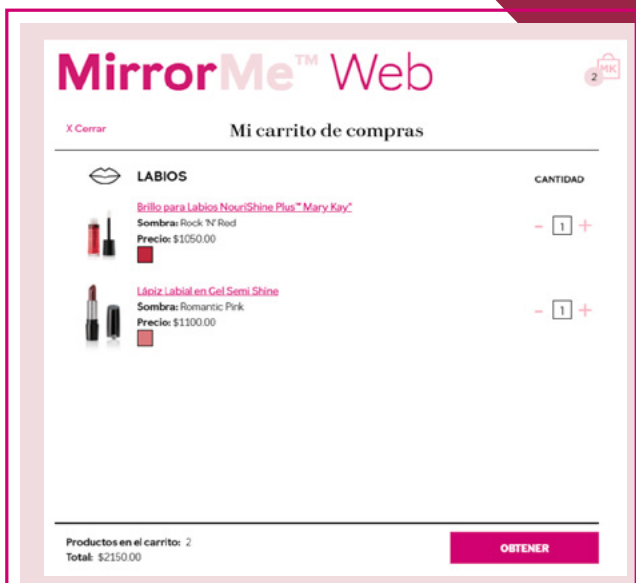 MirrorMe™ Web
MK
2
X Cerrar
Mi carrito de compras
LABIOS
CANTIDAD
Brillo para Labios NouriShine Plus™ Mary Kay®
Sombra: Rock 'N' Red
Precio: $1050.00
- 1 +
Lápiz Labial en Gel Semi Shine
Sombra: Romantic Pink
Precio: $1100.00
- 1 +
Productos en el carrito: 2
Total: $2150.00
OBTENER